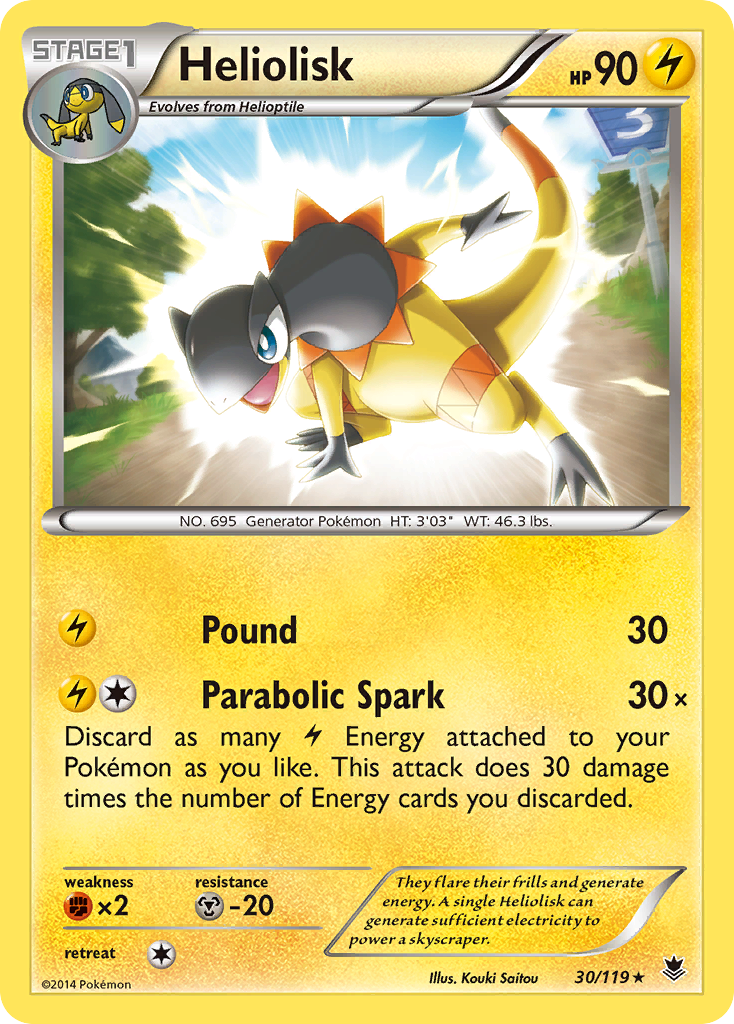 STAGE1
Heliolisk
HP 90
Evolves from Helioptile
3
NO. 695 Generator Pokémon HT: 3'03" WT: 46.3 lbs.
Pound 30
Parabolic Spark 30×
Discard as many Energy attached to your
Pokémon as you like. This attack does 30 damage
times the number of Energy cards you discarded.
weakness
×2
resistance
-20
retreat
They flare their frills and generate
energy. A single Heliolisk can
generate sufficient electricity to
power a skyscraper.
©2014 Pokémon
Illus. Kouki Saitou
30/119 ★